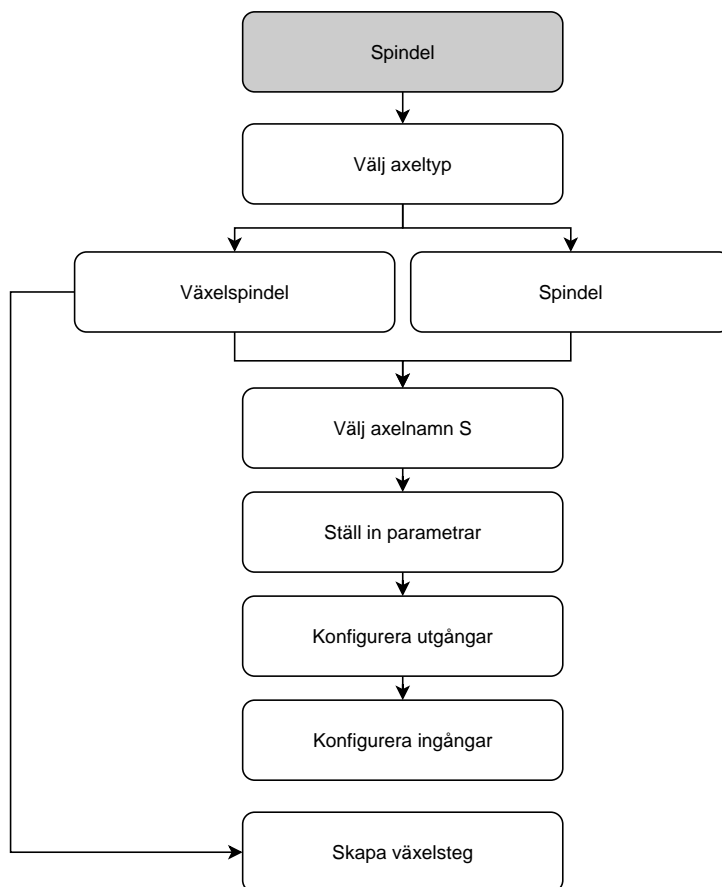 Spindel
Välj axeltyp
Växelspindel
Spindel
Välj axelnamn S
Ställ in parametrar
Konfigurera utgångar
Konfigurera ingångar
Skapa växelsteg